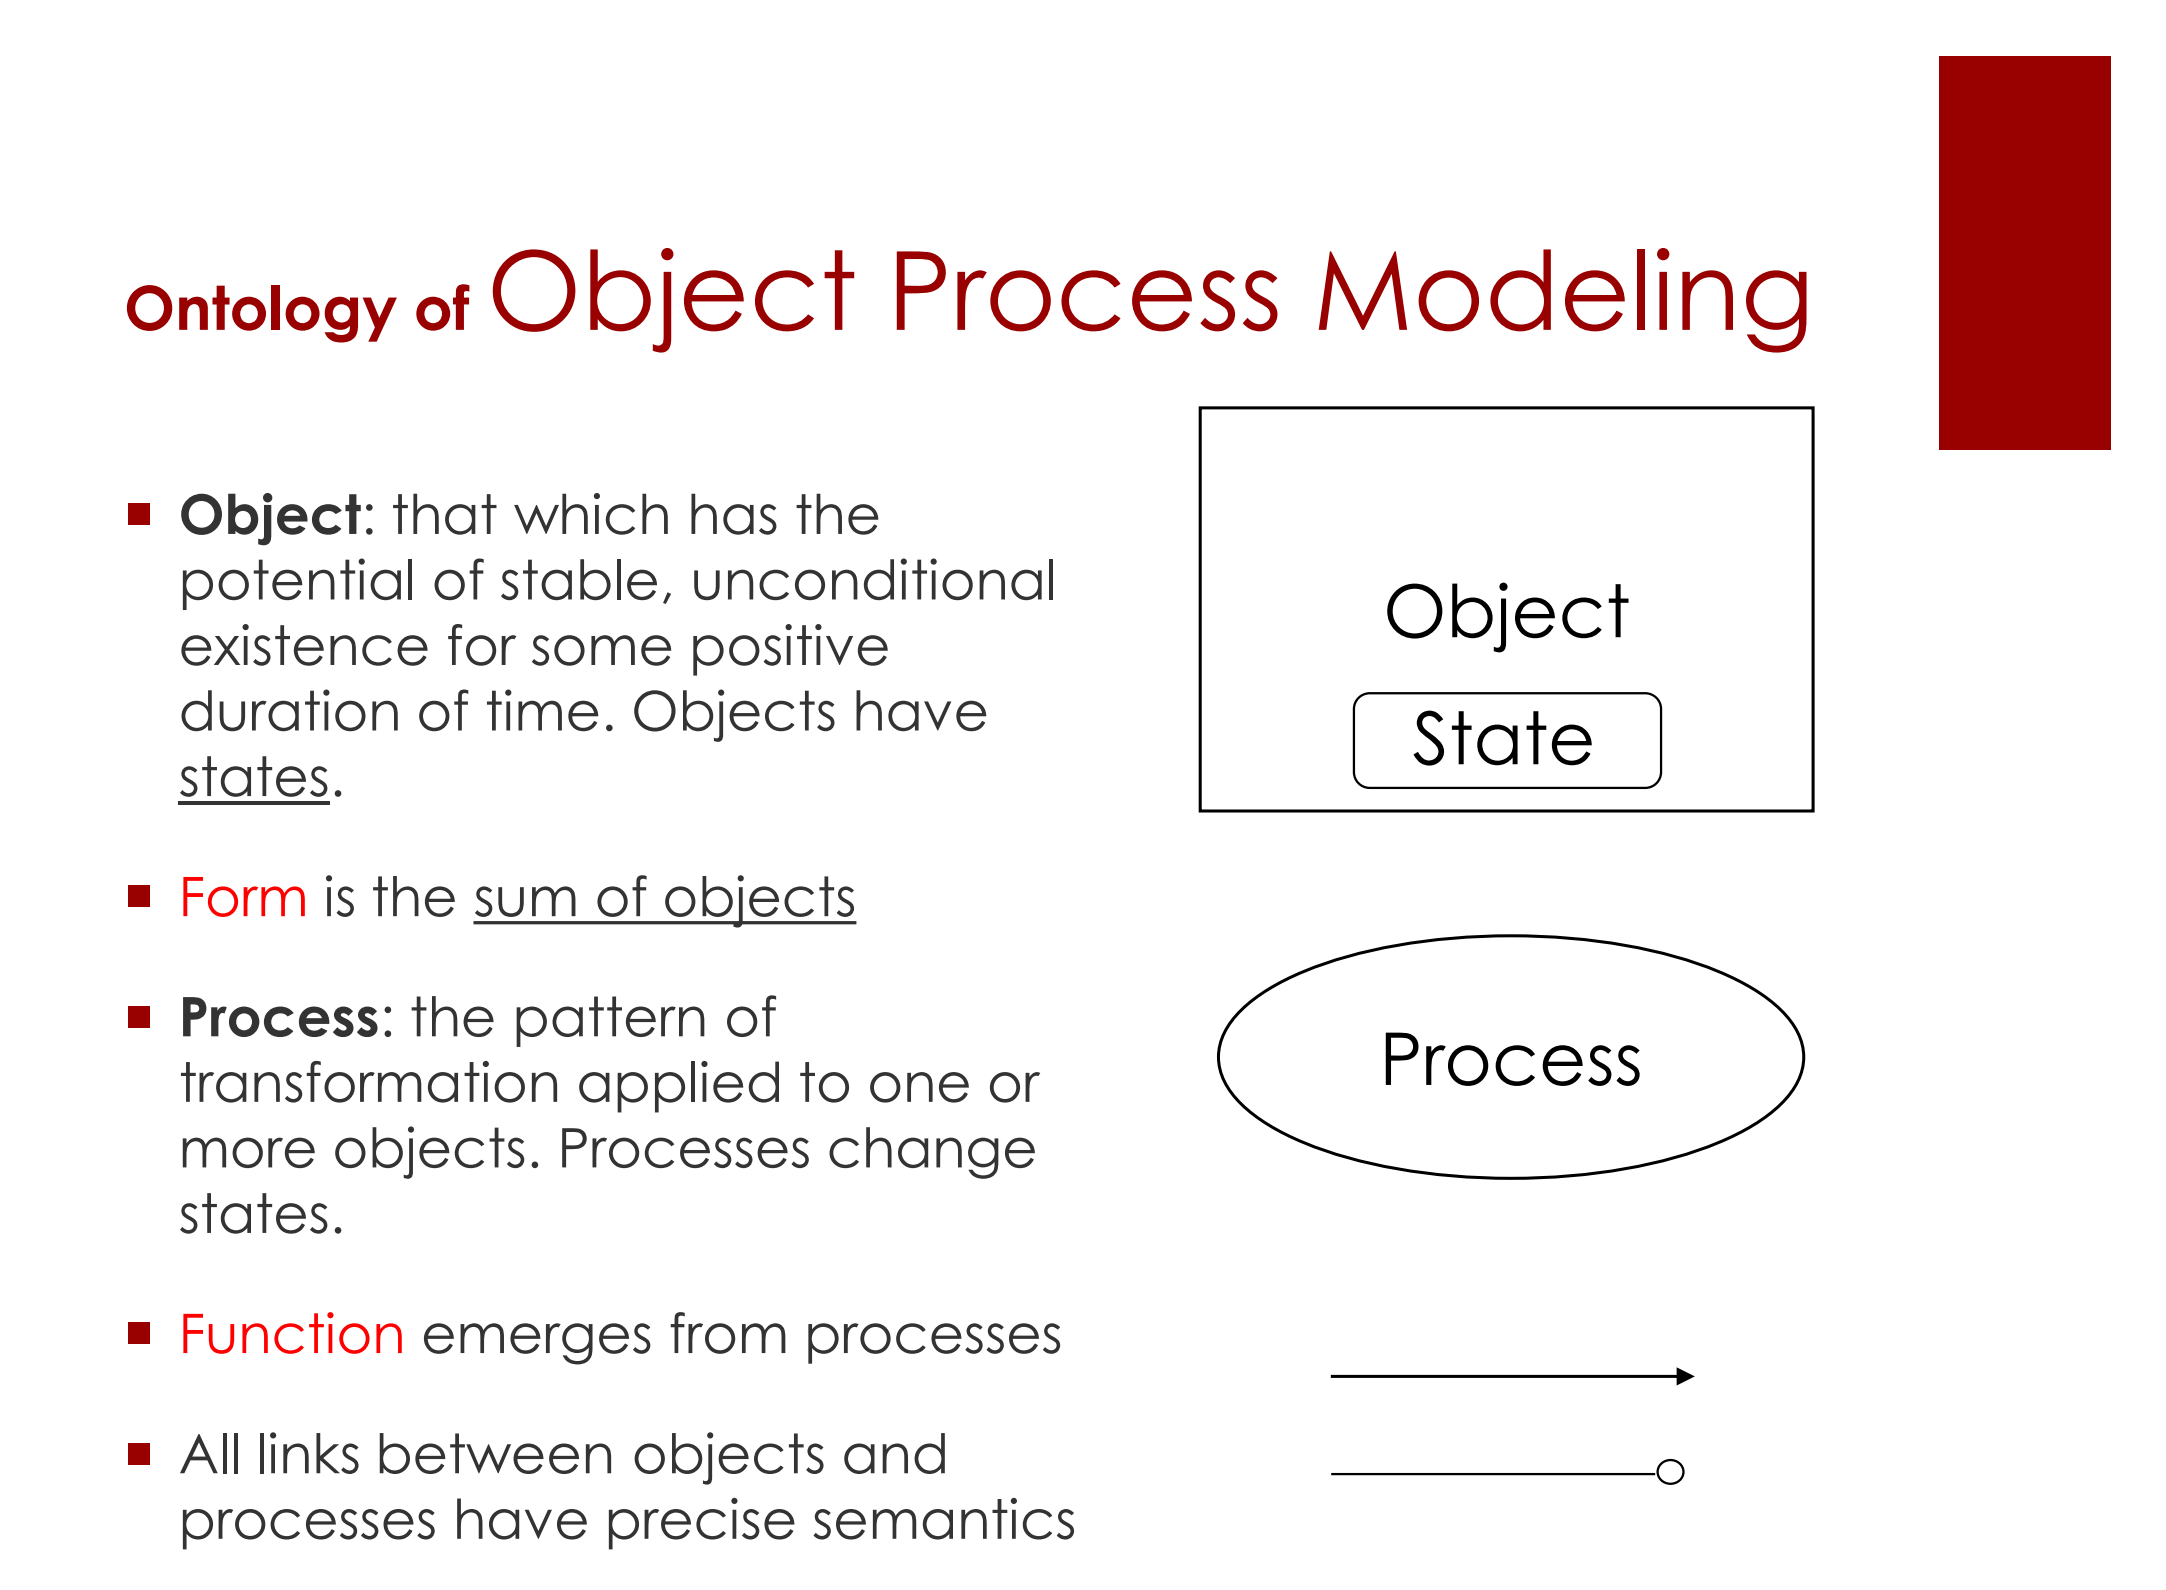 Ontology of Object Process Modeling
Object: that which has the
potential of stable, unconditional
existence for some positive
duration of time. Objects have
states.
Form is the sum of objects
Process: the pattern of
transformation applied to one or
more objects. Processes change
states.
Function emerges from processes
All links between objects and
processes have precise semantics
Object
State
Process